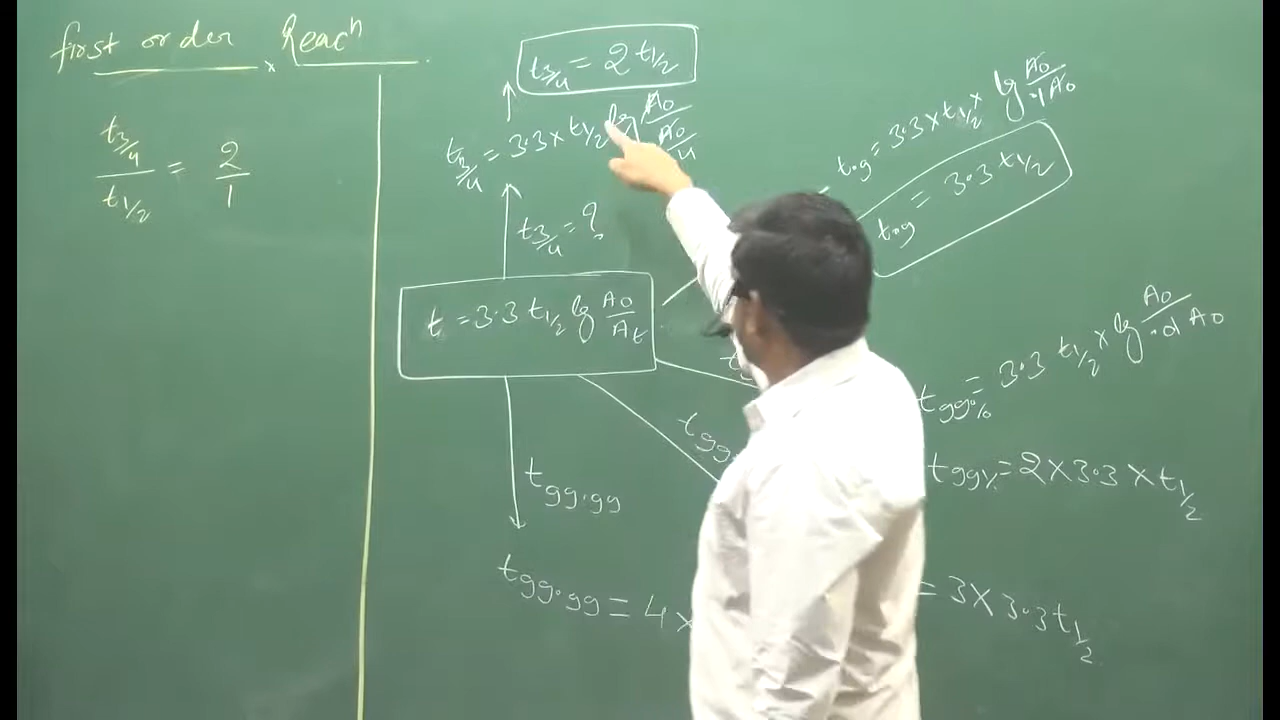 first order Reacⁿ
t3/4 / t1/2 = 2/1
t3/4 = 2 t1/2
t3/4 = 3.3 × t1/2 lg A0 / A0/4
t3/4 = ?
t = 3.3 t1/2 lg A0/At
t.9 = 3.3 × t1/2 × lg A0/.1A0
t.9 = 3.3 t1/2
t99% = 3.3 t1/2 × lg A0/.01 A0
t99% = 2 × 3.3 × t1/2
t99.
= 3 × 3.3 t1/2
t99.99
t99.99 = 4 ×